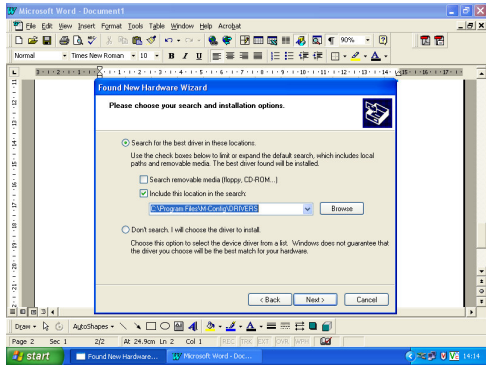 Microsoft Word - Document1
File Edit View Insert Format Tools Table Window Help Acrobat
90%
Normal Times New Roman 10 B I U
Found New Hardware Wizard
Please choose your search and installation options.
Search for the best driver in these locations.
Use the check boxes below to limit or expand the default search, which includes local
paths and removable media. The best driver found will be installed.
Search removable media (floppy, CD-ROM...)
Include this location in the search:
C:\Program Files\M-Config\DRIVERS
Browse
Don't search. I will choose the driver to install.
Choose this option to select the device driver from a list. Windows does not guarantee that
the driver you choose will be the best match for your hardware.
< Back Next > Cancel
Draw AutoShapes
Page 2 Sec 1 2/2 At 24.9cm Ln 2 Col 1 REC TRK EXT OVR WPH
start Found New Hardware... Microsoft Word - Doc... 14:14